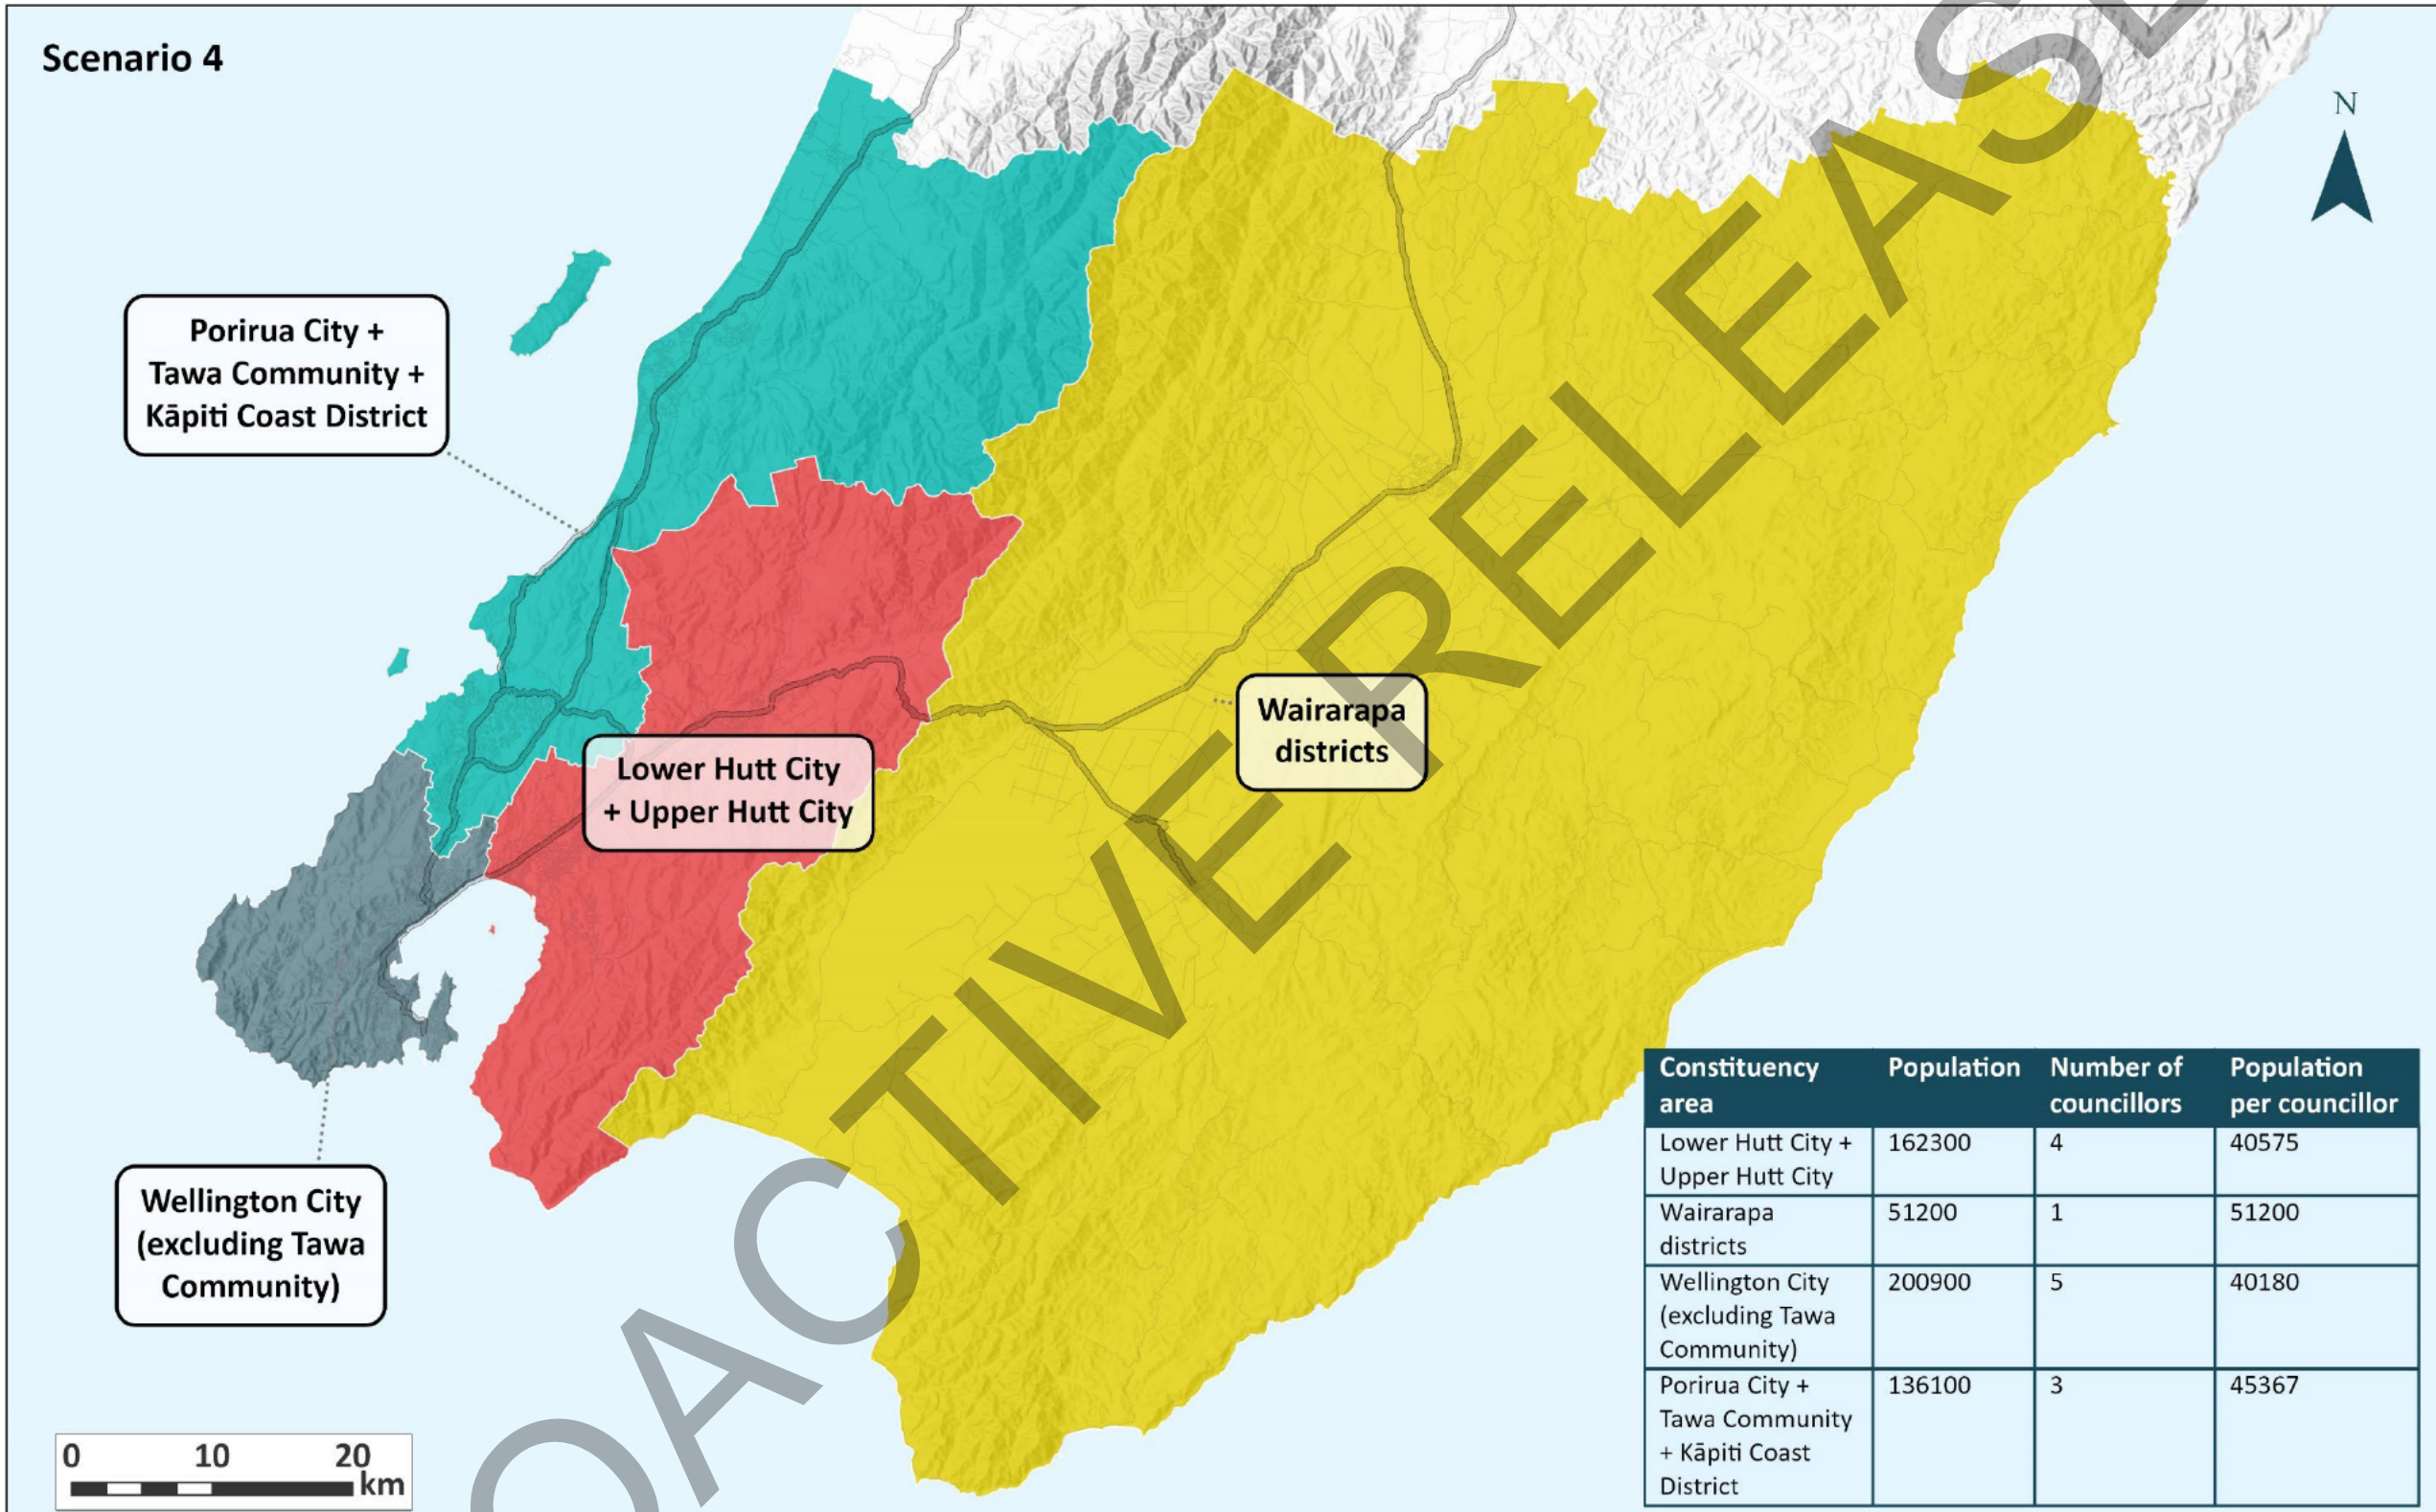 Scenario 4
N
Porirua City +
Tawa Community +
Kāpiti Coast District
Lower Hutt City
+ Upper Hutt City
Wairarapa
districts
Wellington City
(excluding Tawa
Community)
Constituency area Population Number of councillors Population per councillor
Lower Hutt City + Upper Hutt City 162300 4 40575
Wairarapa districts 51200 1 51200
Wellington City (excluding Tawa Community) 200900 5 40180
Porirua City + Tawa Community + Kāpiti Coast District 136100 3 45367
0 10 20
km
OACTIVE RELEASE